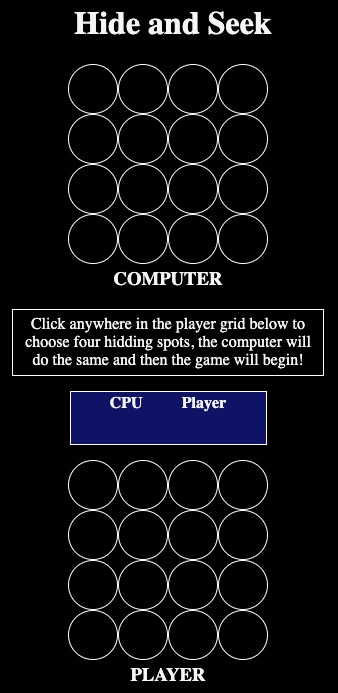 Hide and Seek
COMPUTER
Click anywhere in the player grid below to
choose four hidding spots, the computer will
do the same and then the game will begin!
CPU Player
PLAYER